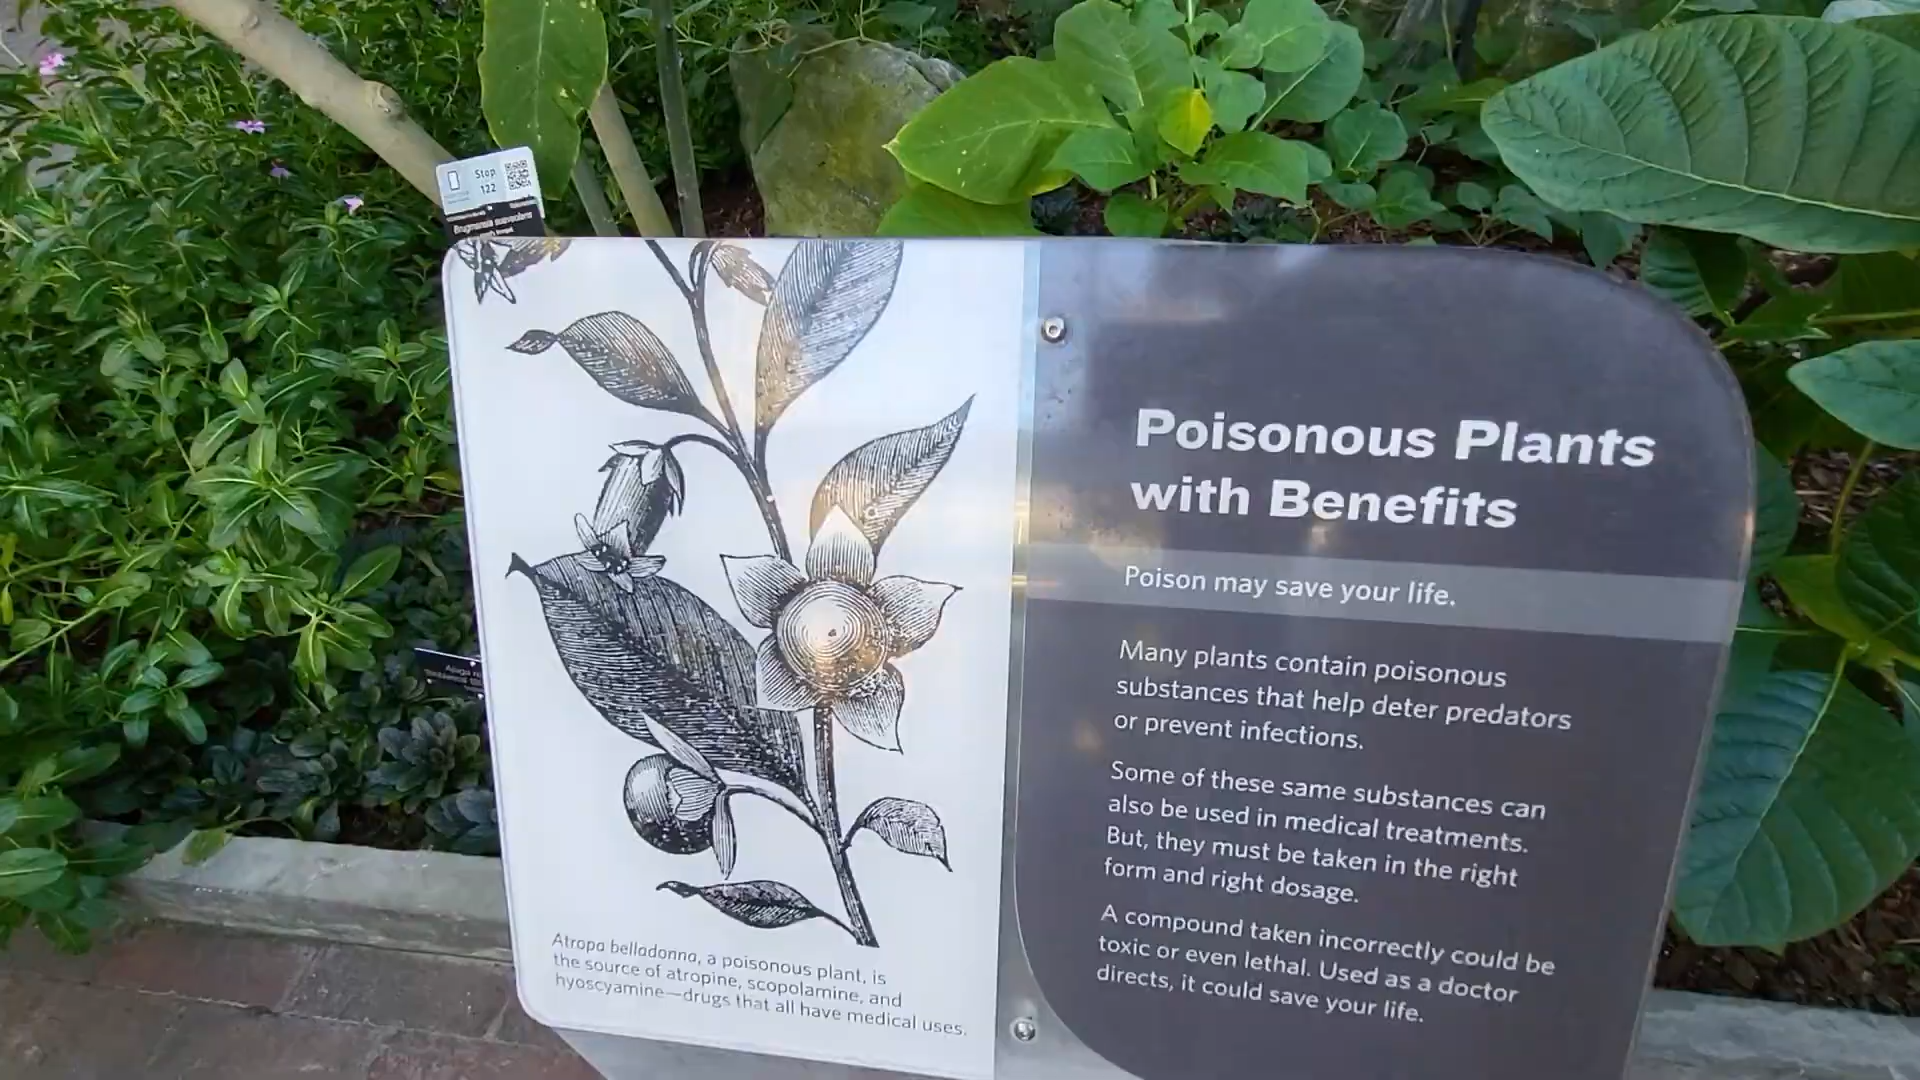 Stop
122
Brugmansia suaveolens
Poisonous Plants
with Benefits
Poison may save your life.
Many plants contain poisonous
substances that help deter predators
or prevent infections.
Some of these same substances can
also be used in medical treatments.
But, they must be taken in the right
form and right dosage.
A compound taken incorrectly could be
toxic or even lethal. Used as a doctor
directs, it could save your life.
Atropa belladonna, a poisonous plant, is
the source of atropine, scopolamine, and
hyoscyamine—drugs that all have medical uses.
Ajuga